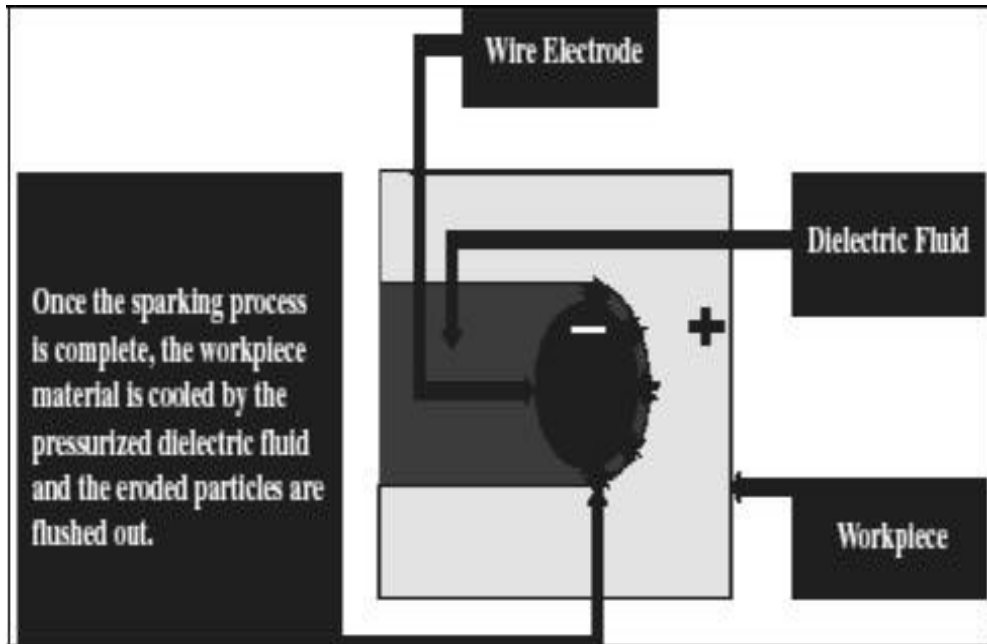 Wire Electrode
Dielectric Fluid
Once the sparking process
is complete, the workpiece
material is cooled by the
pressurized dielectric fluid
and the eroded particles are
flushed out.
−
+
Workpiece